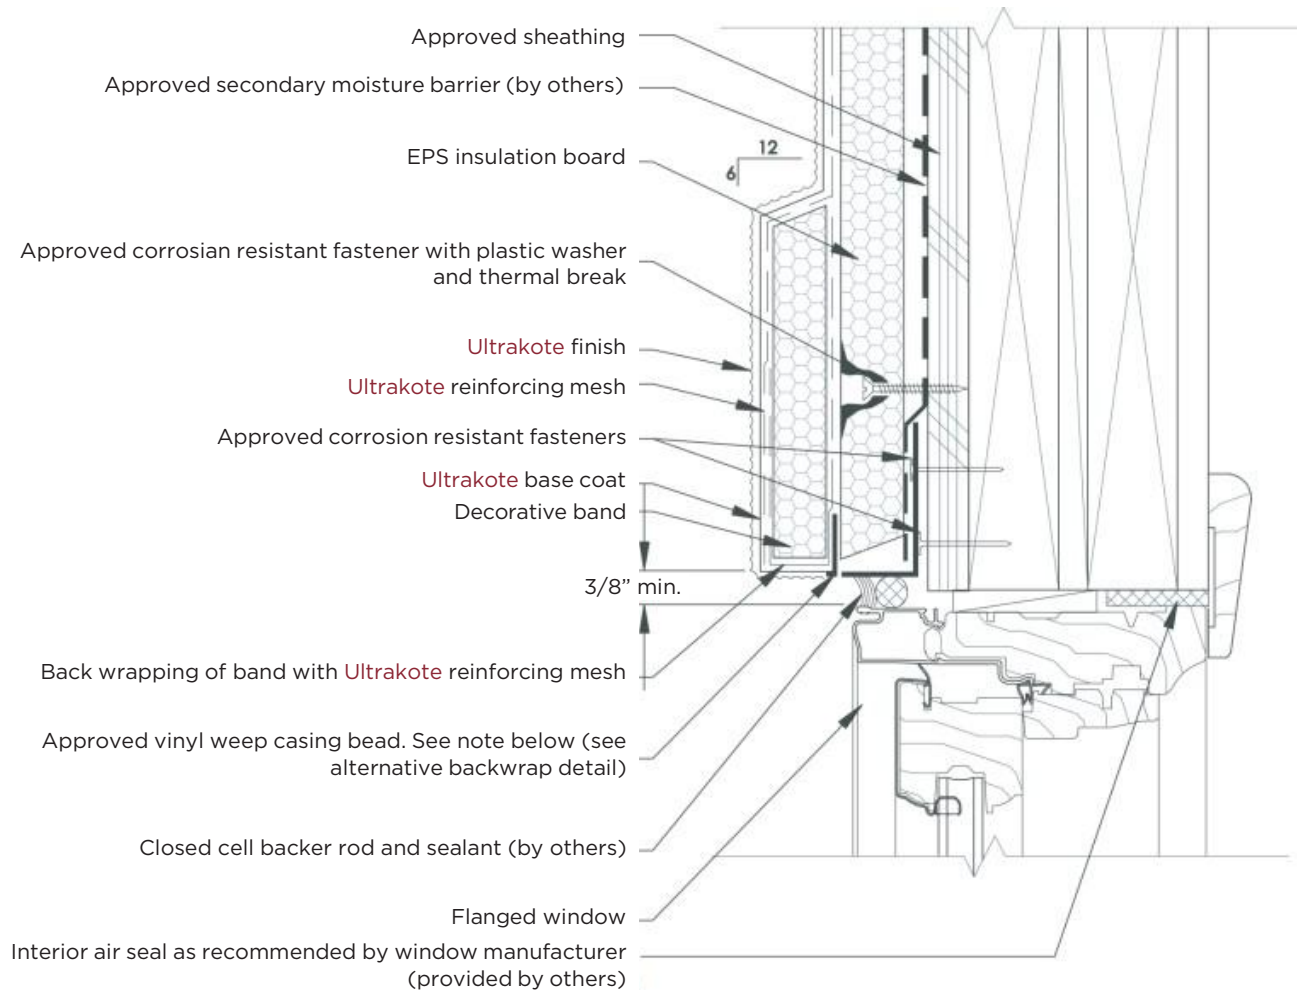 Approved sheathing
Approved secondary moisture barrier (by others)
EPS insulation board
12
6
Approved corrosian resistant fastener with plastic washer
and thermal break
Ultrakote finish
Ultrakote reinforcing mesh
Approved corrosion resistant fasteners
Ultrakote base coat
Decorative band
3/8” min.
Back wrapping of band with Ultrakote reinforcing mesh
Approved vinyl weep casing bead. See note below (see
alternative backwrap detail)
Closed cell backer rod and sealant (by others)
Flanged window
Interior air seal as recommended by window manufacturer
(provided by others)